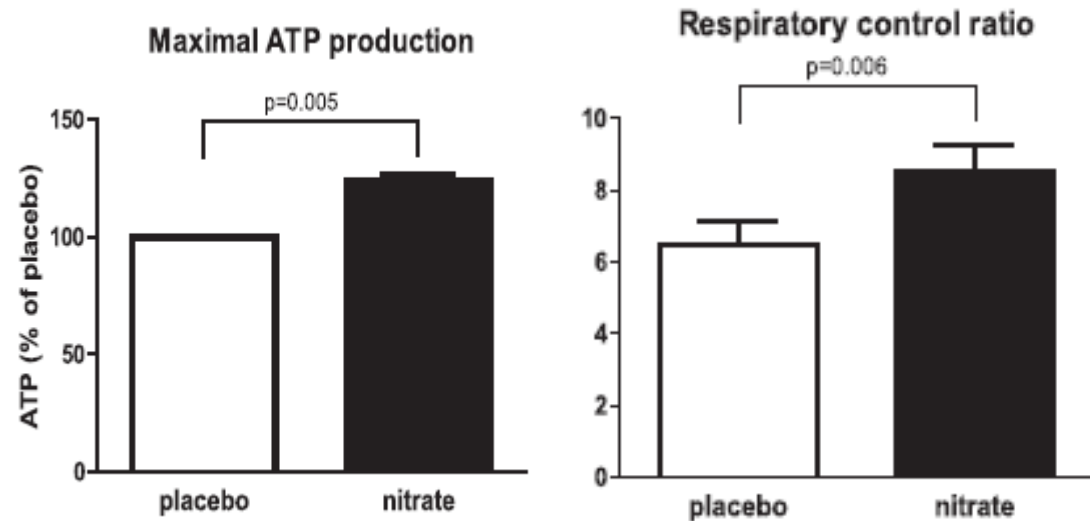 Maximal ATP production
p=0.005
ATP (% of placebo)
150
100
50
0
placebo nitrate
Respiratory control ratio
p=0.006
10
8
6
4
2
0
placebo nitrate